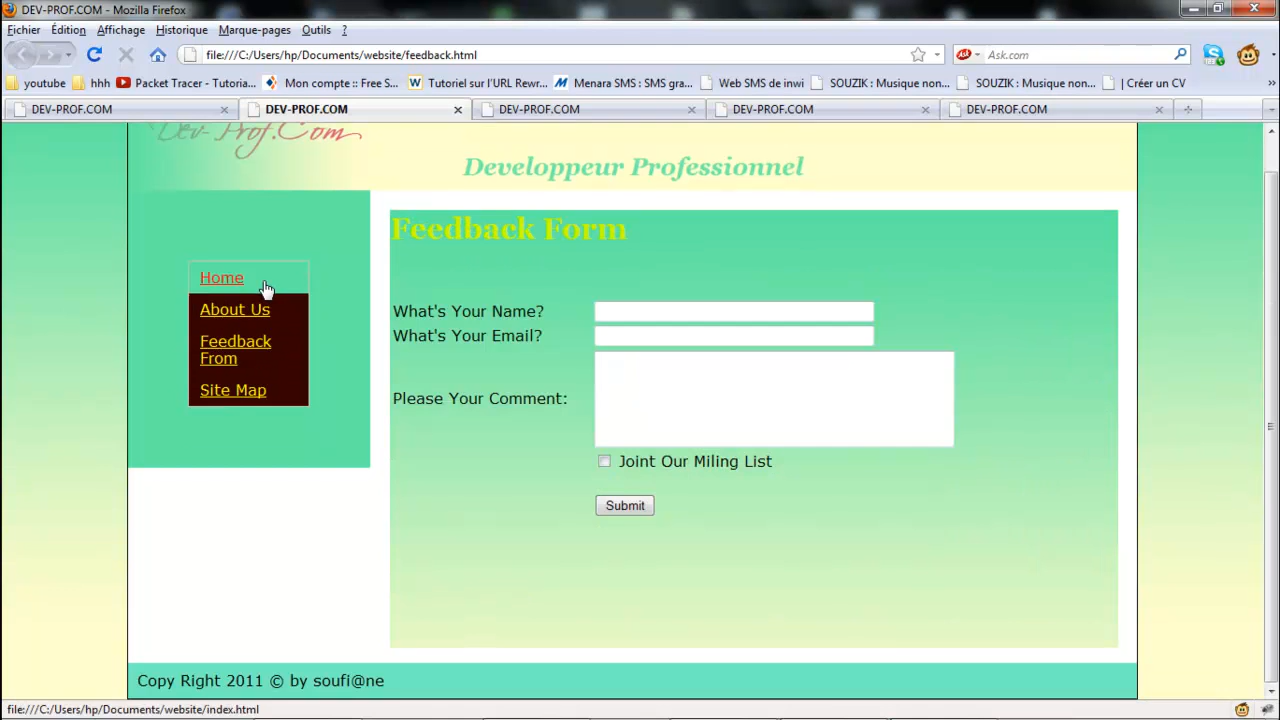 DEV-PROF.COM - Mozilla Firefox
Fichier Édition Affichage Historique Marque-pages Outils ?
file:///C:/Users/hp/Documents/website/feedback.html
Ask.com
youtube hhh Packet Tracer - Tutoria... Mon compte :: Free S... Tutoriel sur l'URL Rewr... Menara SMS : SMS gra... Web SMS de inwi SOUZIK : Musique non... SOUZIK : Musique non... | Créer un CV
DEV-PROF.COM DEV-PROF.COM DEV-PROF.COM DEV-PROF.COM DEV-PROF.COM
Dev-Prof.Com
Developpeur Professionnel
Feedback Form
Home
About Us
Feedback
From
Site Map
What's Your Name?
What's Your Email?
Please Your Comment:
Joint Our Miling List
Submit
Copy Right 2011 © by soufi@ne
file:///C:/Users/hp/Documents/website/index.html